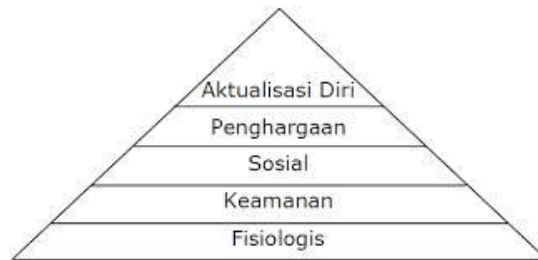 Aktualisasi Diri
Penghargaan
Sosial
Keamanan
Fisiologis